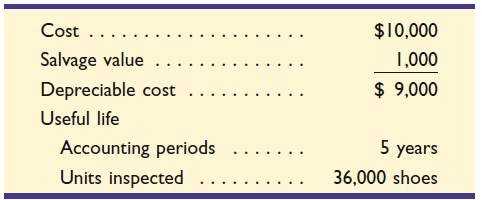 Cost . . . . . . . . . . . . . . . . . . . . . $10,000
Salvage value . . . . . . . . . . . . . . 1,000
Depreciable cost . . . . . . . . . . . $ 9,000
Useful life
Accounting periods . . . . . . . 5 years
Units inspected . . . . . . . . . . 36,000 shoes